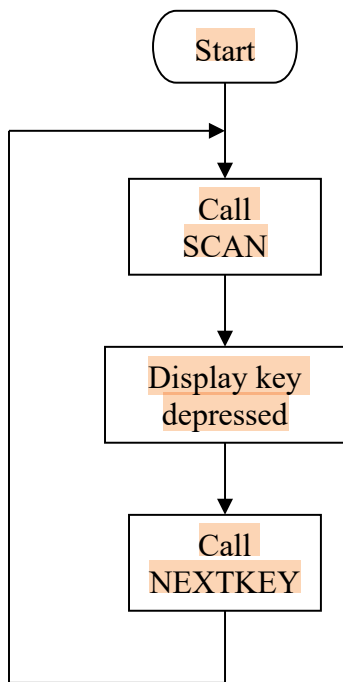 Start
Call
SCAN
Display key
depressed
Call
NEXTKEY